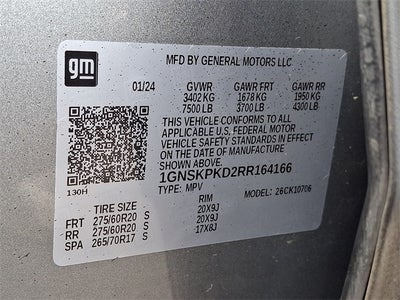 gm
MFD BY GENERAL MOTORS LLC
01/24 GVWR GAWR FRT GAWR RR
3402 KG 1678 KG 1950 KG
7500 LB 3700 LB 4300 LB
THIS VEHICLE CONFORMS TO ALL
APPLICABLE U.S. FEDERAL MOTOR
VEHICLE SAFETY STANDARDS IN EFFECT
ON THE DATE OF MANUFACTURE
SHOWN ABOVE.
1GNSKPKD2RR164166
TYPE: MPV MODEL: 26CK10706
130H
TIRE SIZE RIM
FRT 275/60R20 S 20X9J
RR 275/60R20 S 20X9J
SPA 265/70R17 S 17X8J